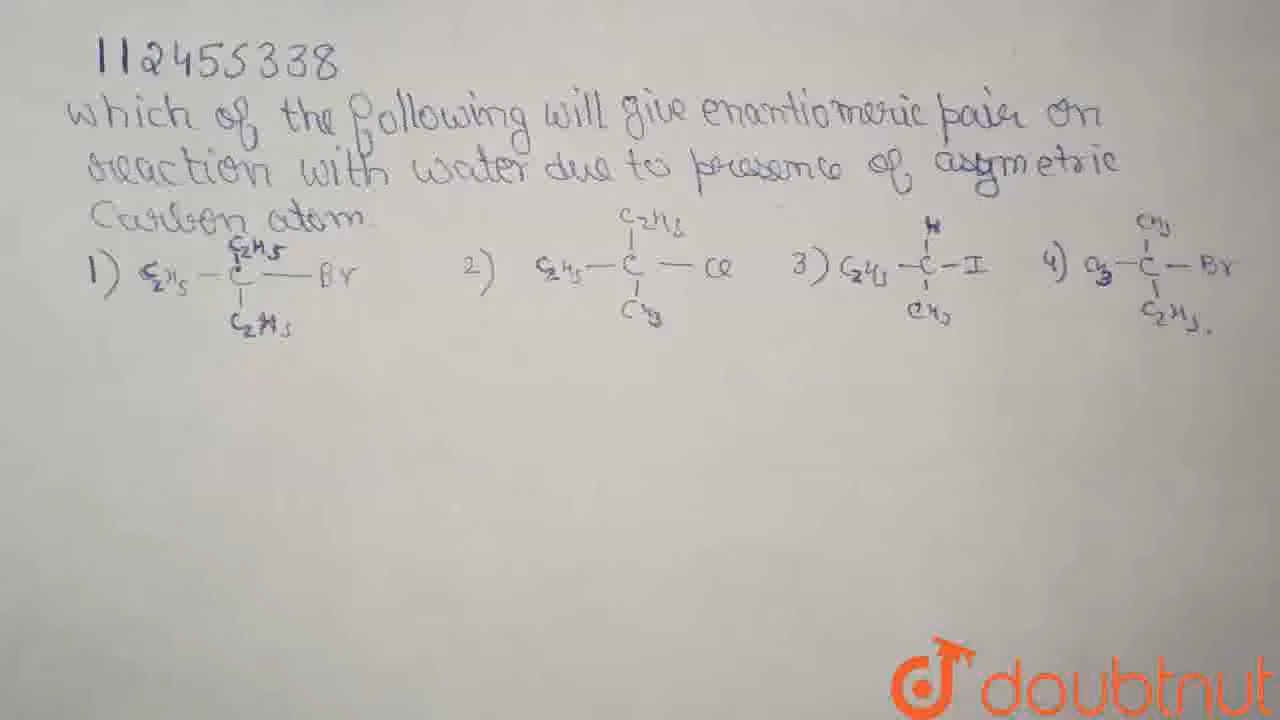 112455338
which of the following will give enantiomeric pair on
reaction with water due to presence of asymetric
Carbon atom.
C₂H₅ C₂H₅ H CH₃
1) C₂H₅ – C – Br 2) C₂H₅ – C – Cl 3) C₂H₅ – C – I 4) C₃ – C – Br
C₂H₅ CH₃ CH₃ C₂H₅.
doubtnut